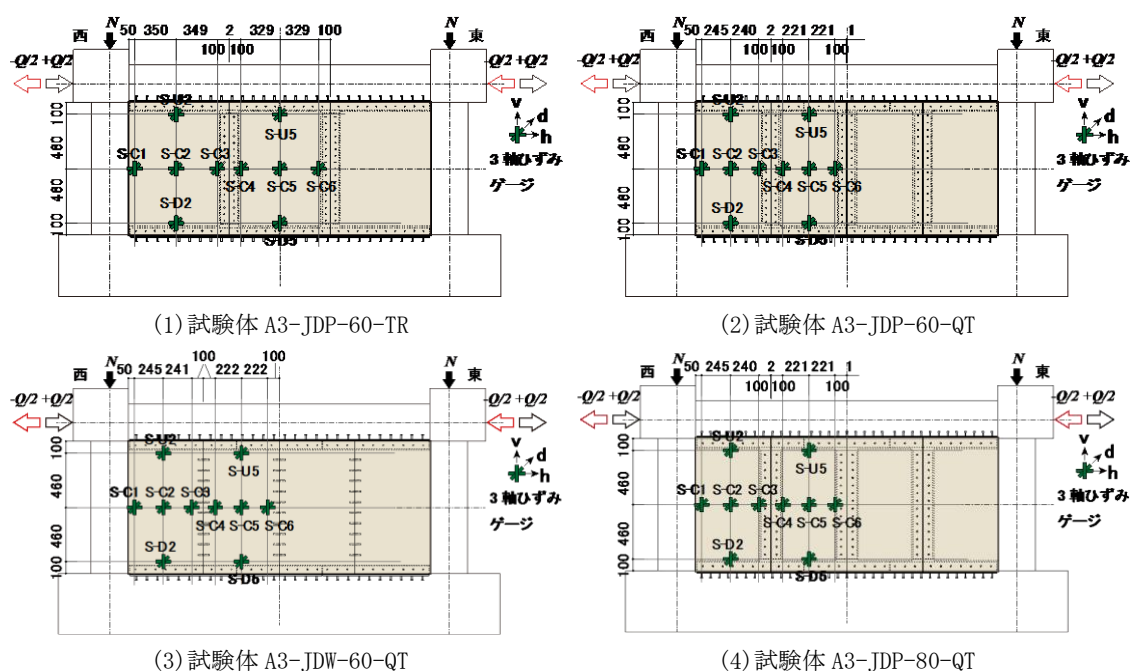 50 350 349 2 329 329 100
100 100
西
N
N
東
-Q/2 +Q/2
-Q/2 +Q/2
100
460
460
100
S-U2
S-U5
S-C1 S-C2 S-C3
S-C4 S-C5 S-C6
S-D2
S-D5
v
d
h
3軸ひずみ
ゲージ
(1)試験体 A3-JDP-60-TR
50 245 240 2 221 221 1
100 100 100
西
N
N
東
-Q/2 +Q/2
-Q/2 +Q/2
100
460
460
100
S-U2
S-U5
S-C1 S-C2 S-C3
S-C4 S-C5 S-C6
S-D2
S-D5
v
d
h
3軸ひずみ
ゲージ
(2)試験体 A3-JDP-60-QT
100 100
50 245 241 222 222
西
N
N
東
-Q/2 +Q/2
-Q/2 +Q/2
100
460
460
100
S-U2
S-U5
S-C1 S-C2 S-C3
S-C4 S-C5 S-C6
S-D2
S-D5
v
d
h
3軸ひずみ
ゲージ
(3)試験体 A3-JDW-60-QT
50 245 240 2 221 221 1
100 100 100
西
N
N
東
-Q/2 +Q/2
-Q/2 +Q/2
100
460
460
100
S-U2
S-U5
S-C1 S-C2 S-C3
S-C4 S-C5 S-C6
S-D2
S-D5
v
d
h
3軸ひずみ
ゲージ
(4)試験体 A3-JDP-80-QT